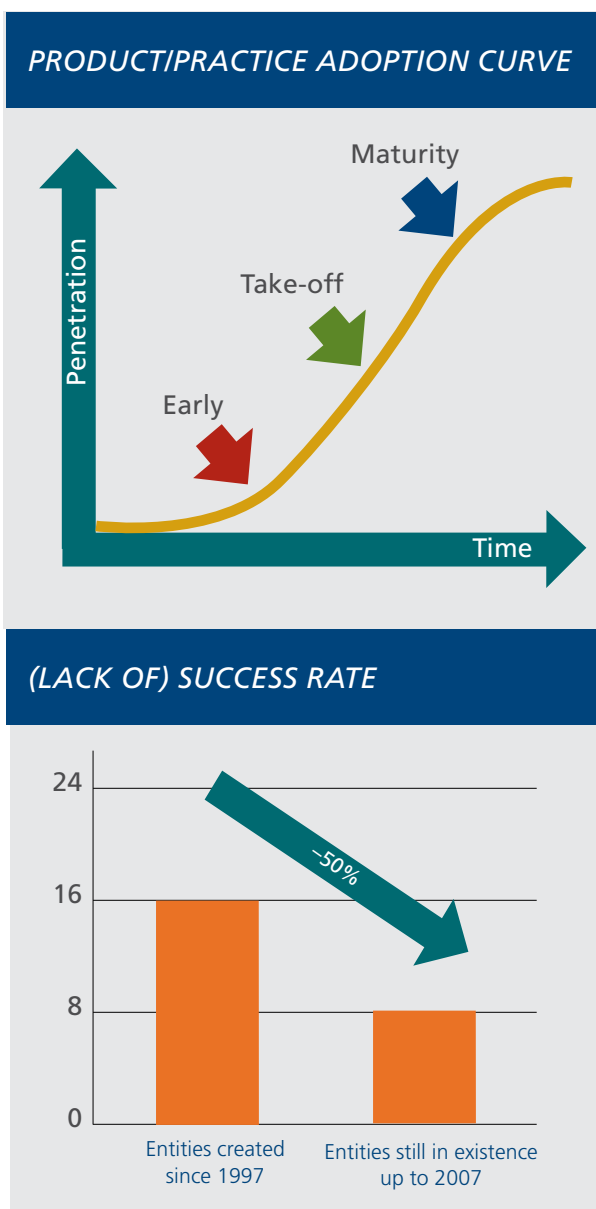 PRODUCT/PRACTICE ADOPTION CURVE
Maturity
Take-off
Early
Penetration
Time
(LACK OF) SUCCESS RATE
24
–50%
16
8
0
Entities created
since 1997
Entities still in existence
up to 2007